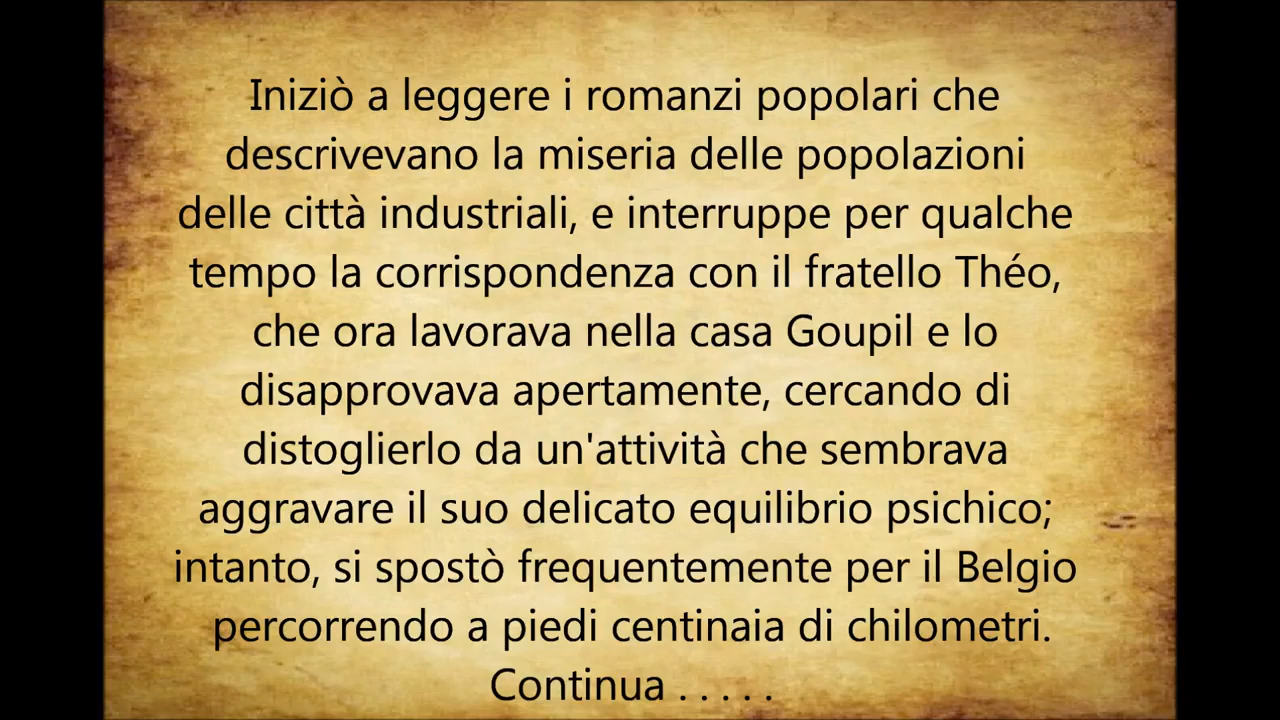 Iniziò a leggere i romanzi popolari che
descrivevano la miseria delle popolazioni
delle città industriali, e interruppe per qualche
tempo la corrispondenza con il fratello Théo,
che ora lavorava nella casa Goupil e lo
disapprovava apertamente, cercando di
distoglierlo da un'attività che sembrava
aggravare il suo delicato equilibrio psichico;
intanto, si spostò frequentemente per il Belgio
percorrendo a piedi centinaia di chilometri.
Continua . . . . .